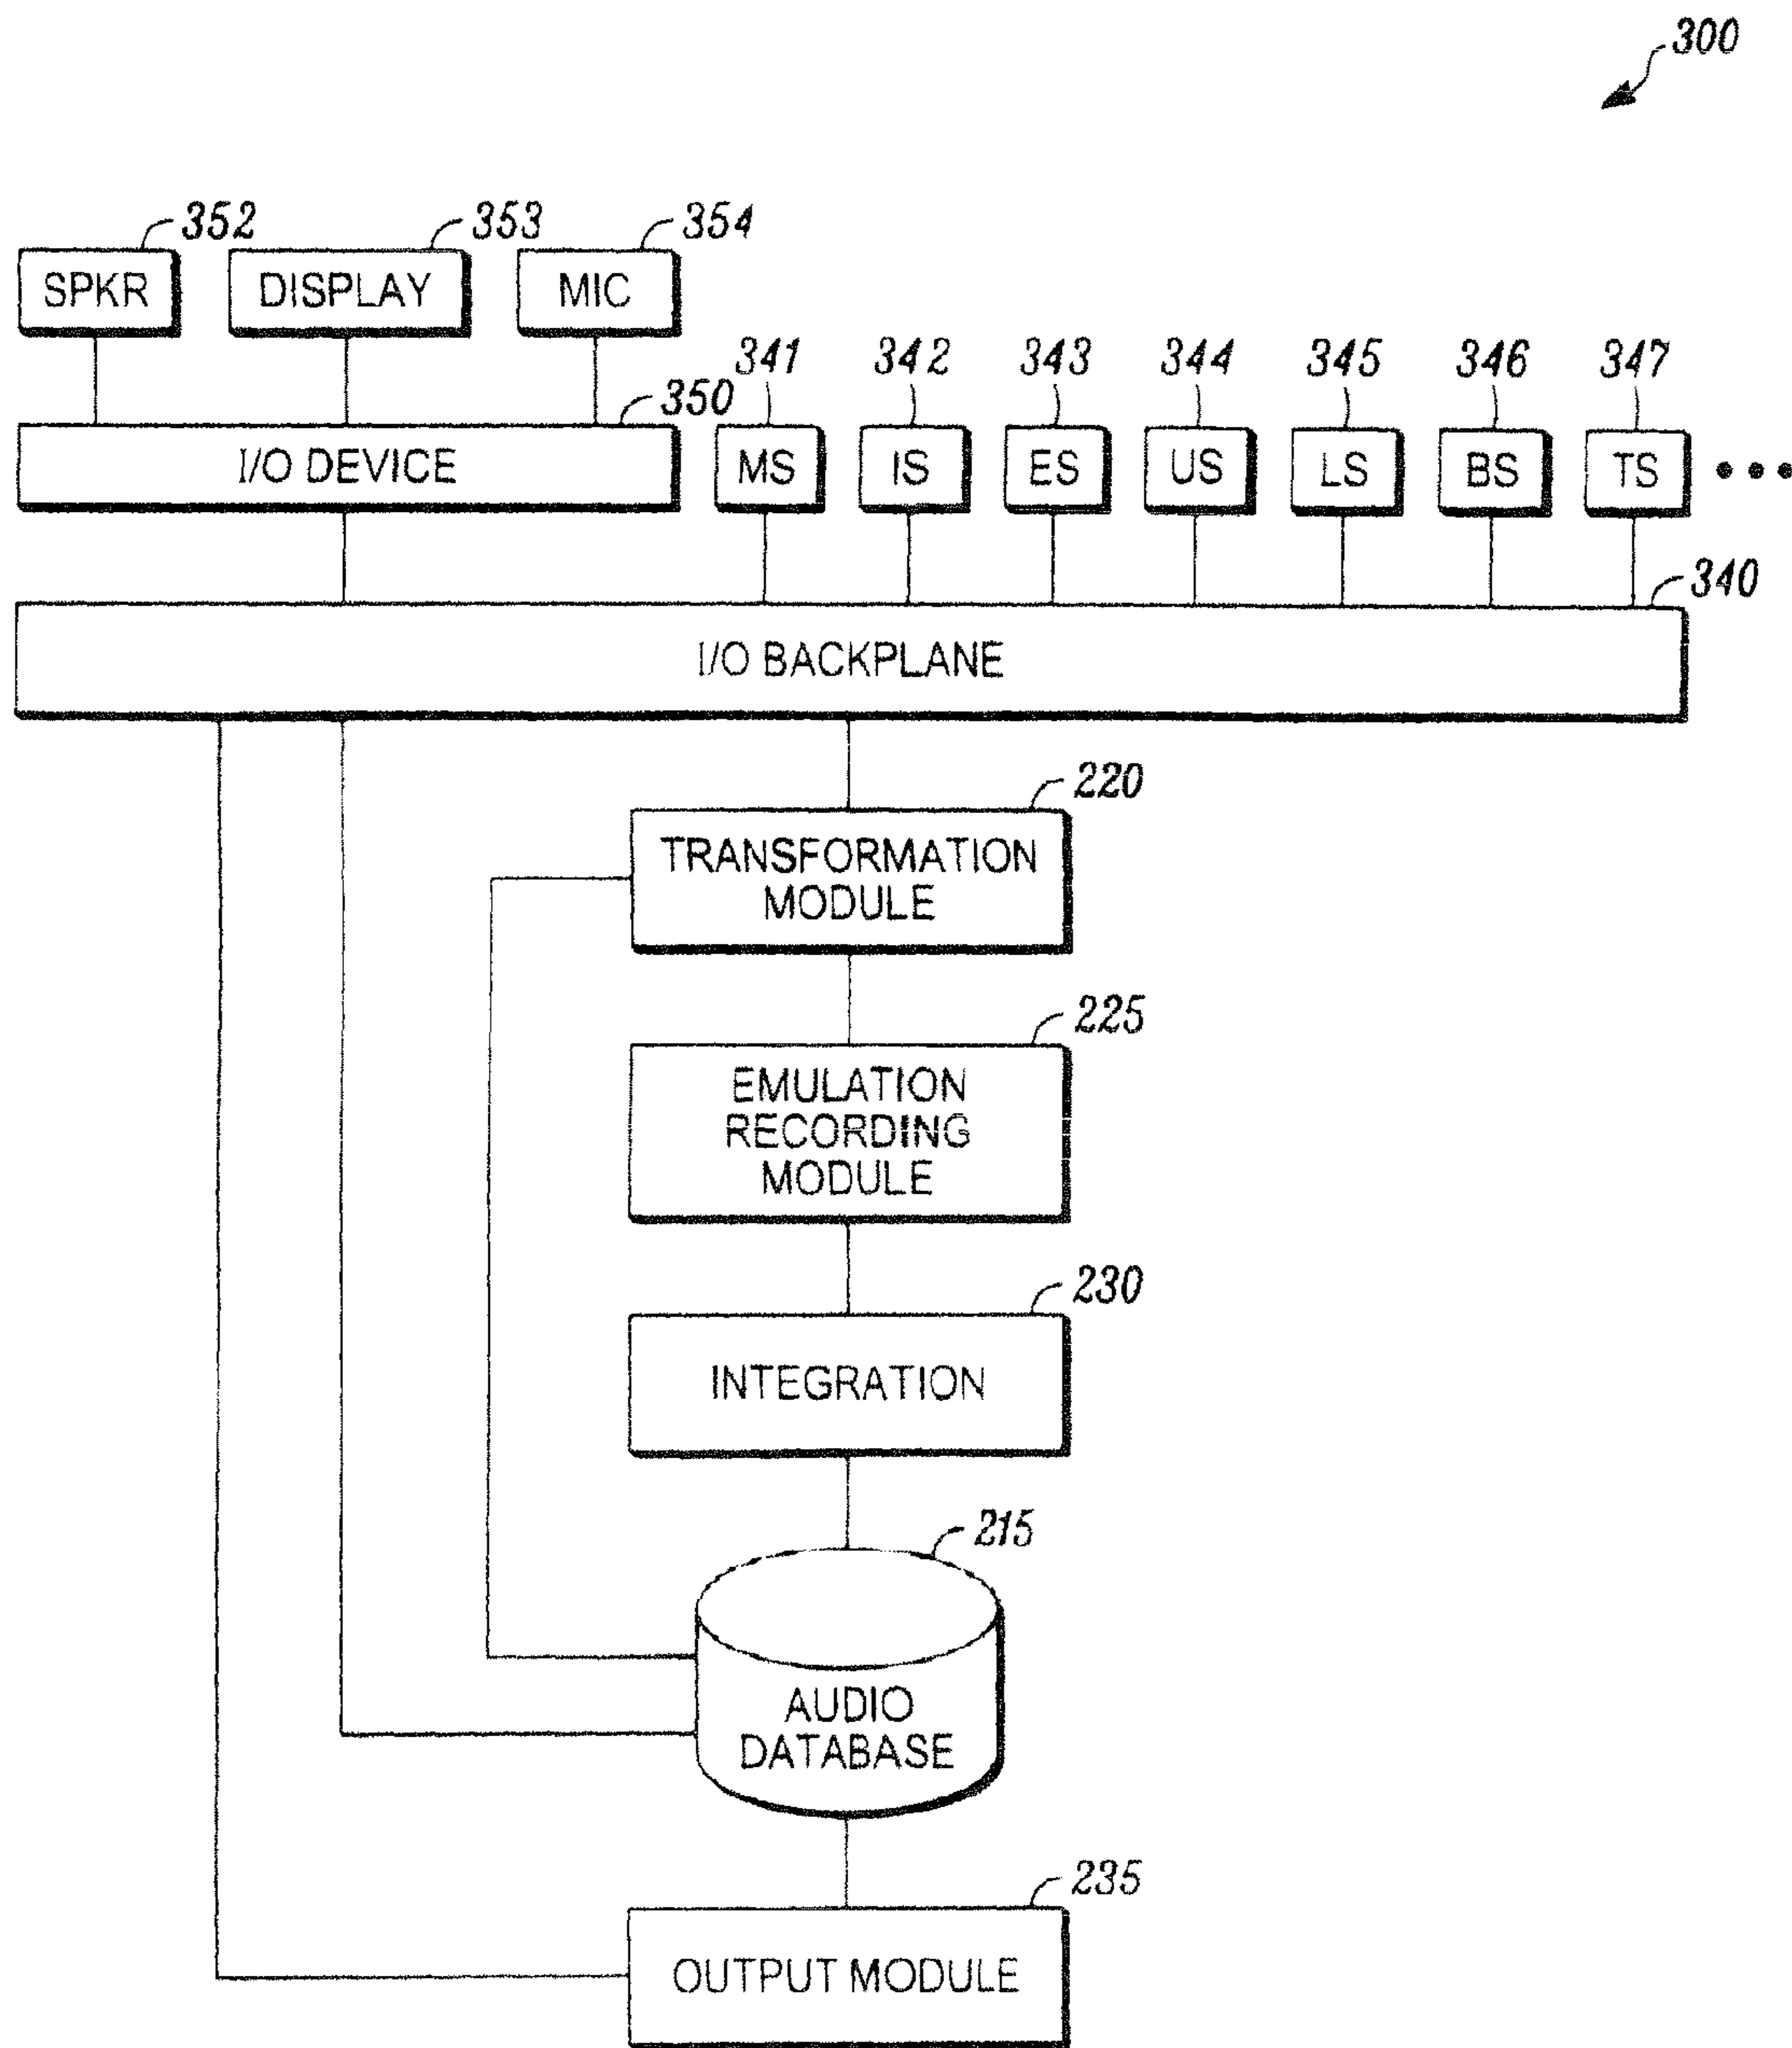 300
352
353
354
SPKR
DISPLAY
MIC
341
342
343
344
345
346
347
350
I/O DEVICE
MS
IS
ES
US
LS
BS
TS
340
I/O BACKPLANE
220
TRANSFORMATION
MODULE
225
EMULATION
RECORDING
MODULE
230
INTEGRATION
215
AUDIO
DATABASE
235
OUTPUT MODULE